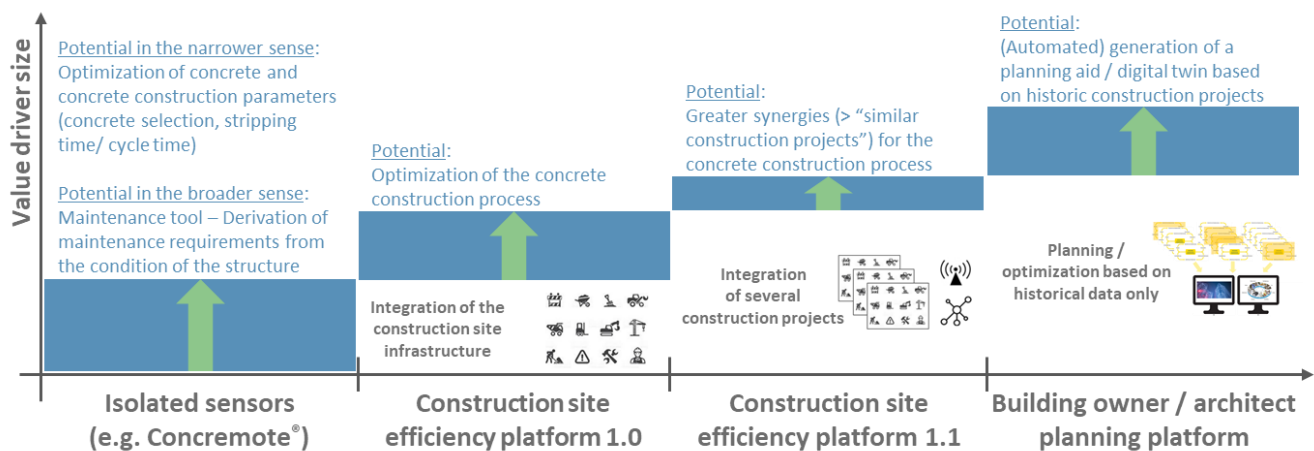 Value driver size
Potential in the narrower sense:
Optimization of concrete and
concrete construction parameters
(concrete selection, stripping
time/ cycle time)
Potential in the broader sense:
Maintenance tool – Derivation of
maintenance requirements from
the condition of the structure
Potential:
Optimization of the concrete
construction process
Integration of the
construction site
infrastructure
Potential:
Greater synergies (> “similar
construction projects”) for the
concrete construction process
Integration
of several
construction projects
Potential:
(Automated) generation of a
planning aid / digital twin based
on historic construction projects
Planning /
optimization based on
historical data only
Isolated sensors
(e.g. Concremote®)
Construction site
efficiency platform 1.0
Construction site
efficiency platform 1.1
Building owner / architect
planning platform